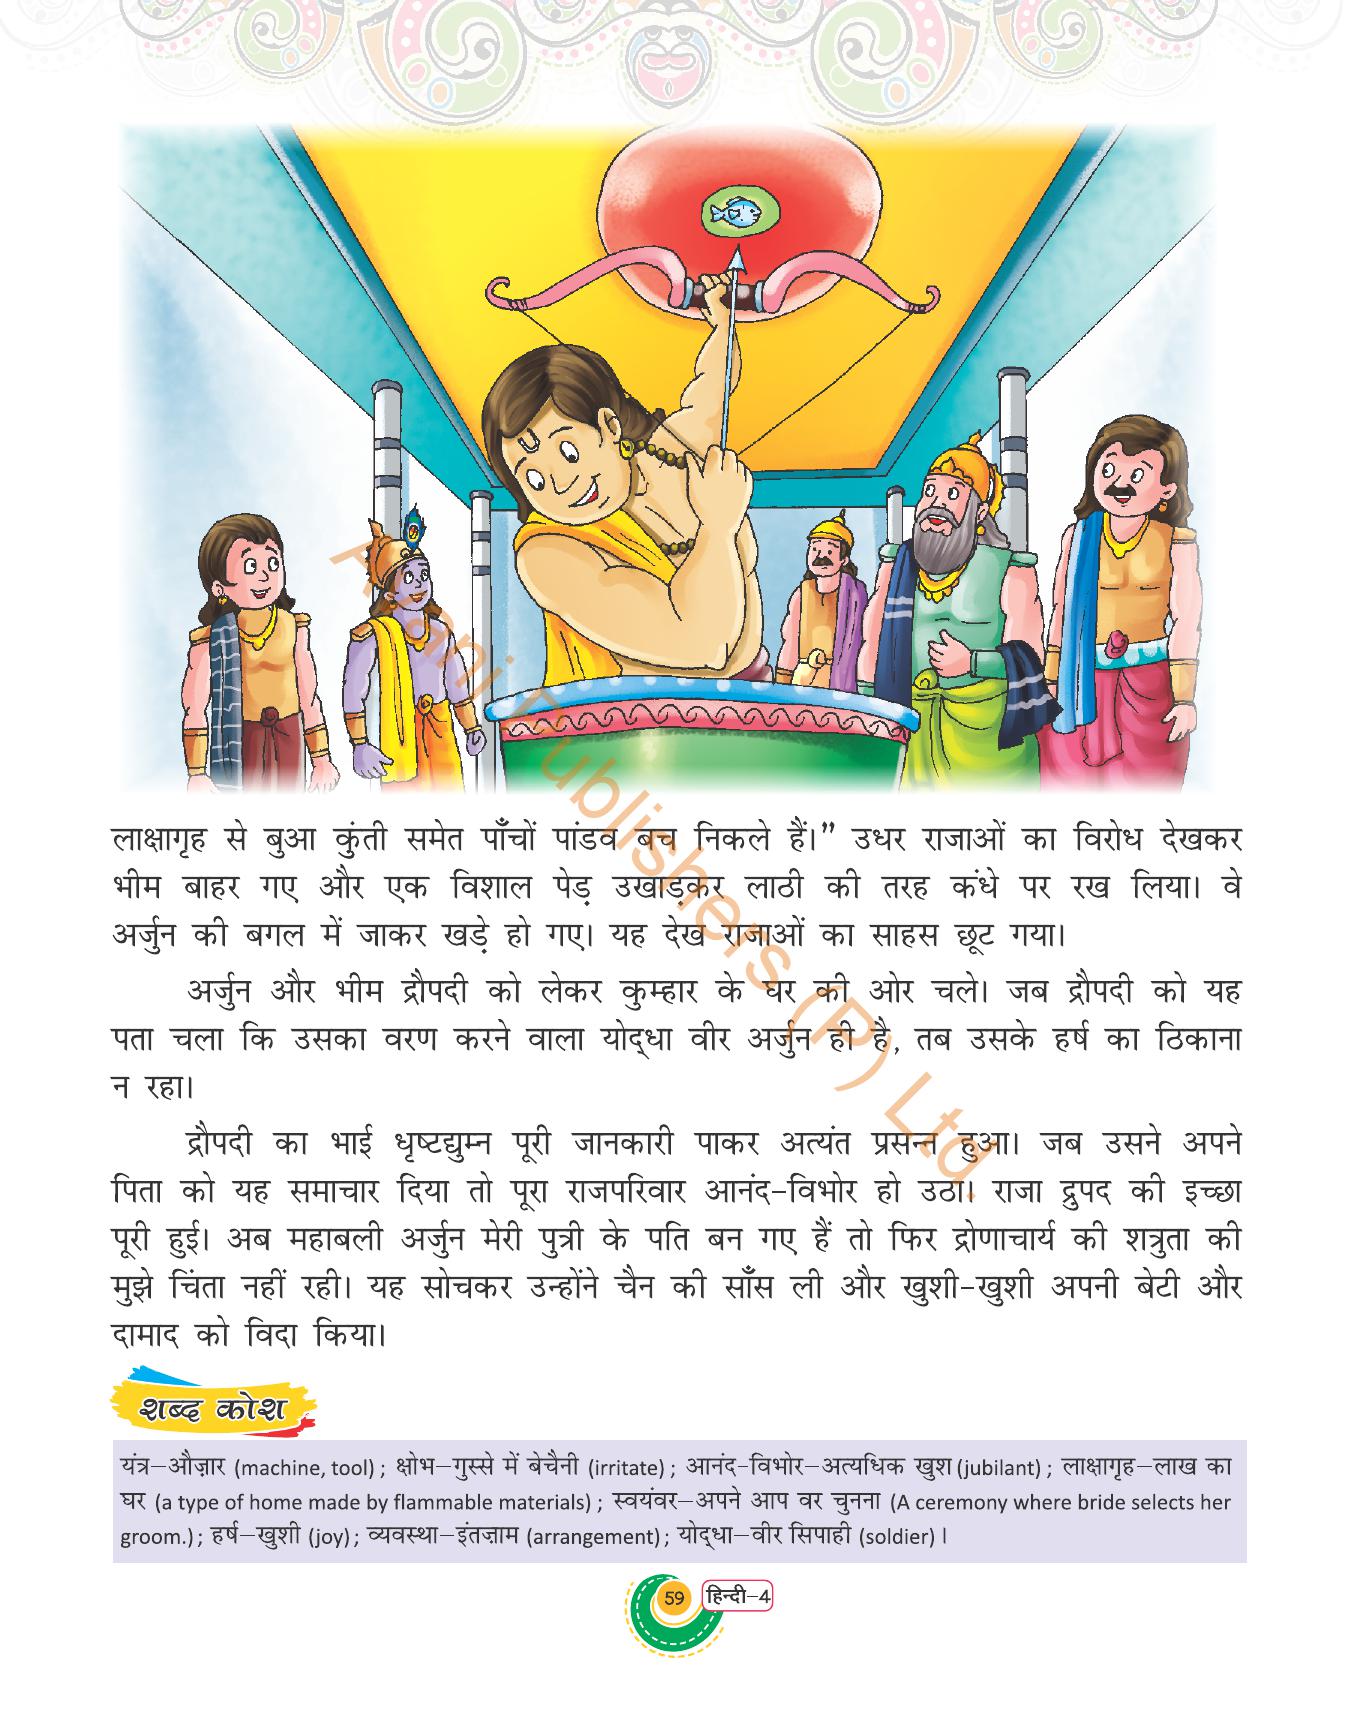 लाक्षागृह से बुआ कुंती समेत पाँचों पांडव बच निकले हैं।” उधर राजाओं का विरोध देखकर
भीम बाहर गए और एक विशाल पेड़ उखाड़कर लाठी की तरह कंधे पर रख लिया। वे
अर्जुन की बगल में जाकर खड़े हो गए। यह देख राजाओं का साहस छूट गया।
अर्जुन और भीम द्रौपदी को लेकर कुम्हार के घर की ओर चले। जब द्रौपदी को यह
पता चला कि उसका वरण करने वाला योद्‌धा वीर अर्जुन ही है, तब उसके हर्ष का ठिकाना
न रहा।
द्रौपदी का भाई धृष्टद्युम्न पूरी जानकारी पाकर अत्यंत प्रसन्न हुआ। जब उसने अपने
पिता को यह समाचार दिया तो पूरा राजपरिवार आनंद-विभोर हो उठा। राजा द्रुपद की इच्छा
पूरी हुई। अब महाबली अर्जुन मेरी पुत्री के पति बन गए हैं तो फिर द्रोणाचार्य की शत्रुता की
मुझे चिंता नहीं रही। यह सोचकर उन्होंने चैन की साँस ली और खुशी-खुशी अपनी बेटी और
दामाद को विदा किया।
शब्द कोश
यंत्र–औज़ार (machine, tool) ; क्षोभ–गुस्से में बेचैनी (irritate) ; आनंद-विभोर–अत्यधिक खुश (jubilant) ; लाक्षागृह–लाख का
घर (a type of home made by flammable materials) ; स्वयंवर–अपने आप वर चुनना (A ceremony where bride selects her
groom.) ; हर्ष–खुशी (joy) ; व्यवस्था–इंतज़ाम (arrangement) ; योद्‌धा–वीर सिपाही (soldier) ।
59 हिन्दी–4